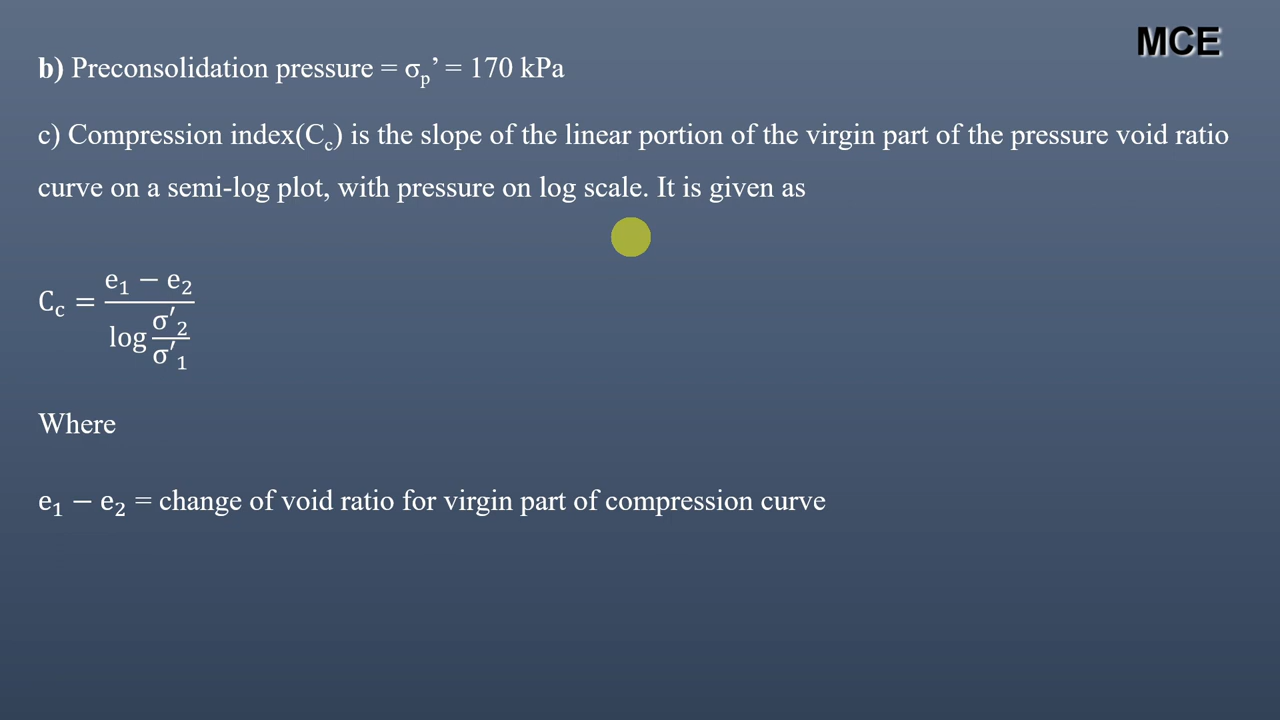 MCE
b) Preconsolidation pressure = σp’ = 170 kPa
c) Compression index(Cc) is the slope of the linear portion of the virgin part of the pressure void ratio
curve on a semi-log plot, with pressure on log scale. It is given as
Cc = (e₁ − e₂) / (log (σ′₂ / σ′₁))
Where
e₁ − e₂ = change of void ratio for virgin part of compression curve